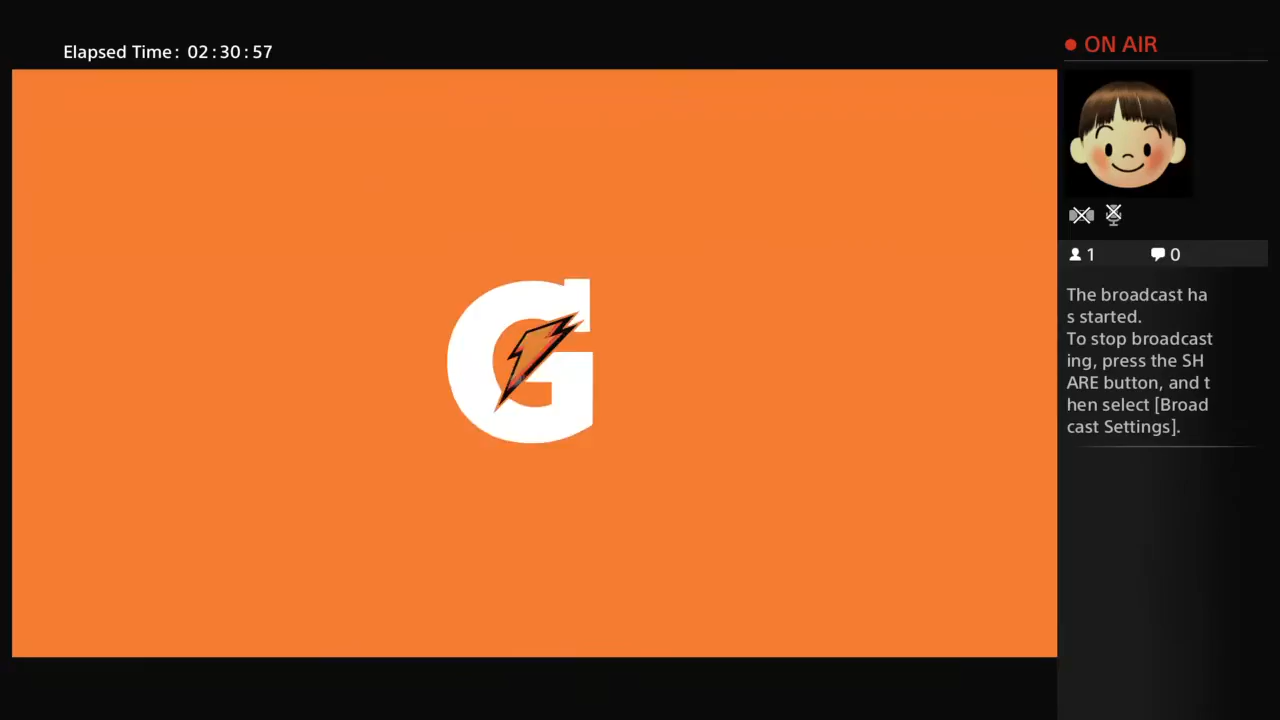 Elapsed Time: 02:30:57
ON AIR
1
0
The broadcast ha
s started.
To stop broadcast
ing, press the SH
ARE button, and t
hen select [Broad
cast Settings].
G